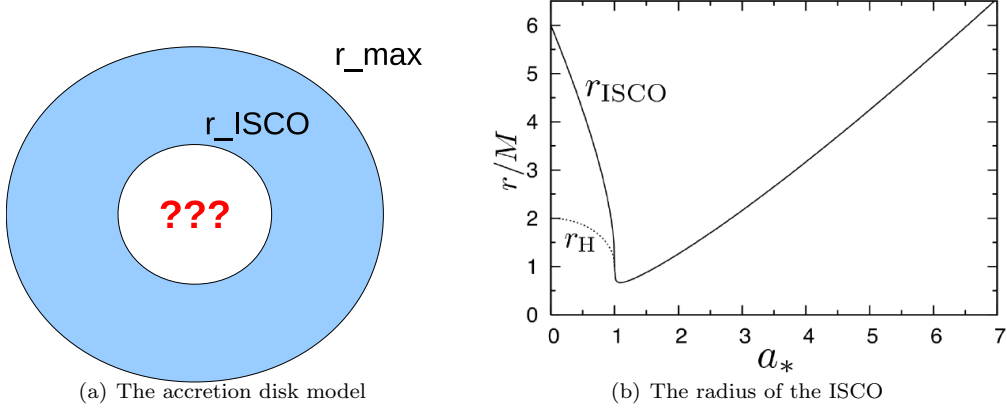 r_max
r_ISCO
???
(a) The accretion disk model
r/M
6
5
4
3
2
1
0
r_ISCO
r_H
0 1 2 3 4 5 6 7
a_*
(b) The radius of the ISCO